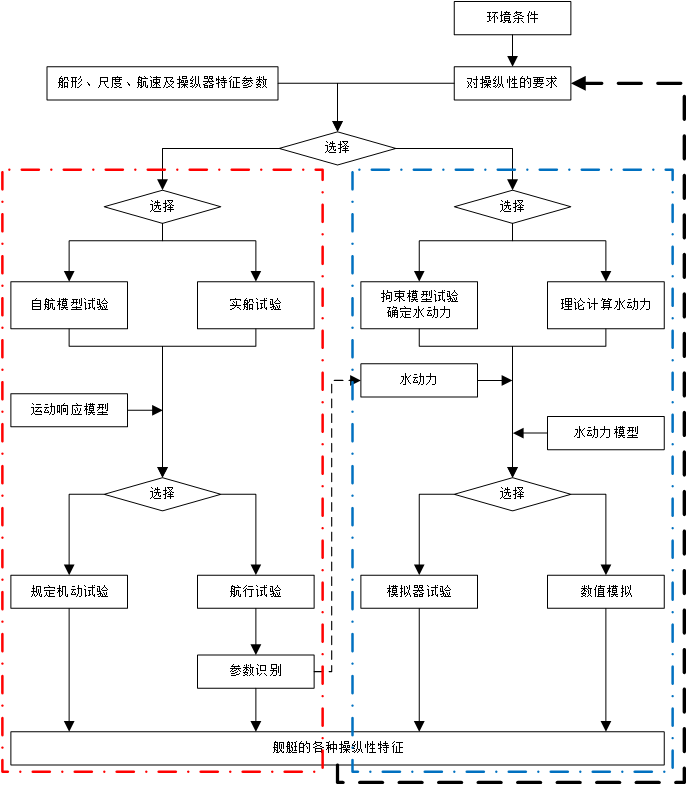 环境条件
船形、尺度、航速及操纵器特征参数
对操纵性的要求
选择
选择
选择
自航模型试验
实船试验
拘束模型试验
确定水动力
理论计算水动力
水动力
运动响应模型
水动力模型
选择
选择
规定机动试验
航行试验
模拟器试验
数值模拟
参数识别
舰艇的各种操纵性特征